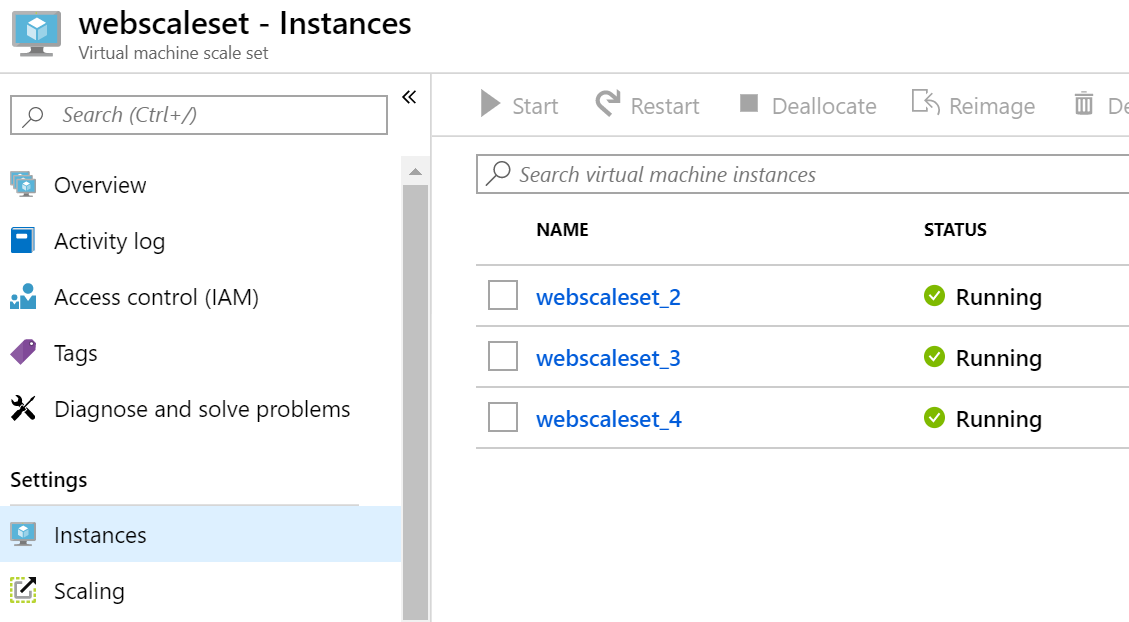 webscaleset - Instances
Virtual machine scale set
«
Search (Ctrl+/)
Overview
Activity log
Access control (IAM)
Tags
Diagnose and solve problems
Settings
Instances
Scaling
Start Restart Deallocate Reimage De
Search virtual machine instances
NAME STATUS
webscaleset_2 Running
webscaleset_3 Running
webscaleset_4 Running